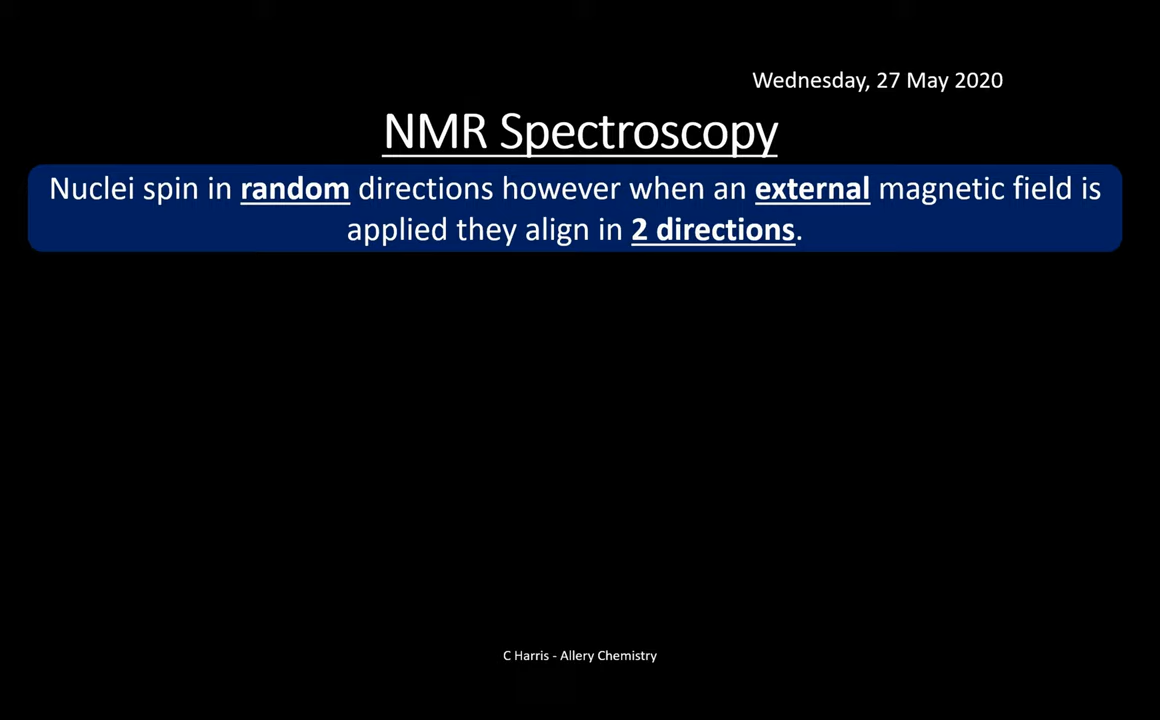 Wednesday, 27 May 2020
NMR Spectroscopy
Nuclei spin in random directions however when an external magnetic field is
applied they align in 2 directions.
C Harris - Allery Chemistry